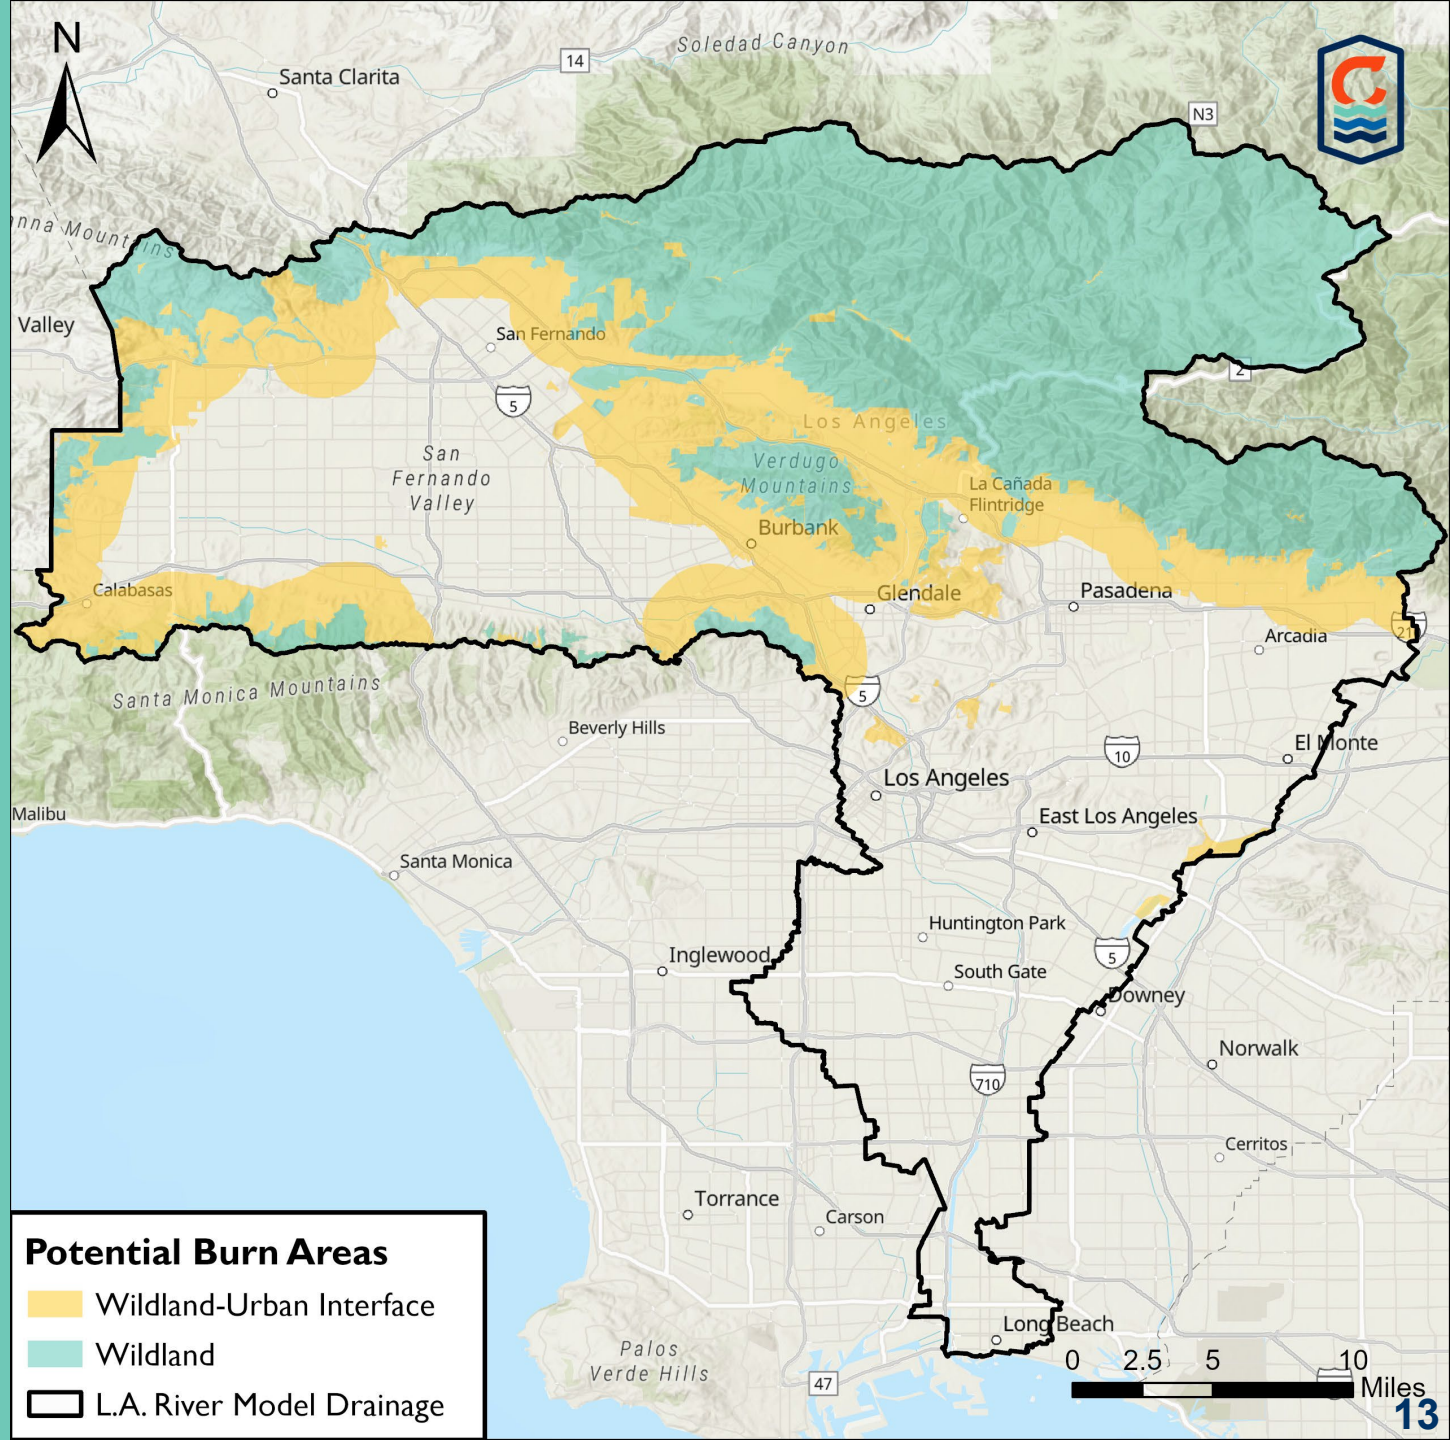 N
Soledad Canyon
14
Santa Clarita
N3
Valley
San Fernando
2
5
Los Angeles
San
Fernando
Valley
Verdugo
Mountains
La Cañada
Flintridge
Burbank
Calabasas
Glendale
Pasadena
Arcadia
Santa Monica Mountains
5
Beverly Hills
El Monte
10
Los Angeles
Malibu
East Los Angeles
Santa Monica
Huntington Park
Inglewood
5
South Gate
Downey
Norwalk
710
Cerritos
Torrance
Carson
Long Beach
Palos
Verde Hills
47
Potential Burn Areas
Wildland-Urban Interface
Wildland
L.A. River Model Drainage
0 2.5 5 10
Miles
13